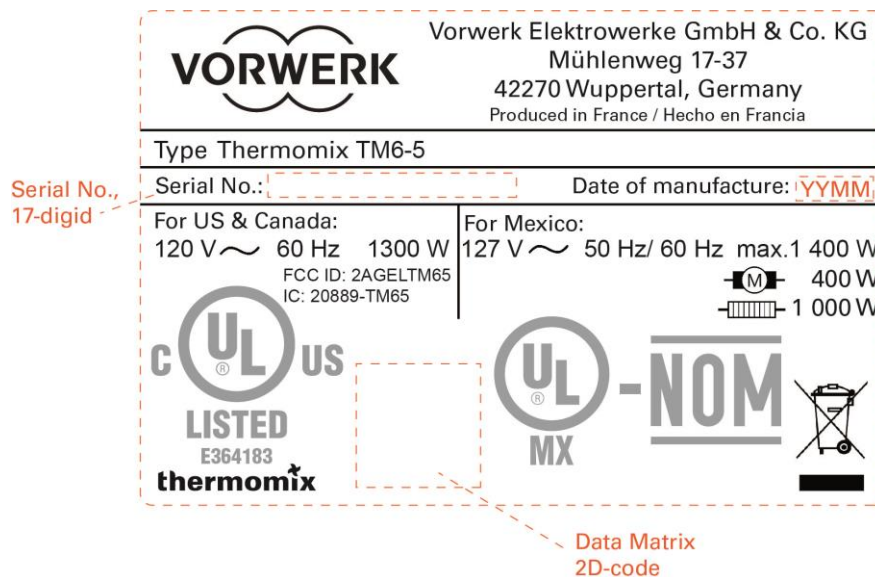 VORWERK
Vorwerk Elektrowerke GmbH & Co. KG
Mühlenweg 17-37
42270 Wuppertal, Germany
Produced in France / Hecho en Francia
Type Thermomix TM6-5
Serial No.,
17-digid
Serial No.:
Date of manufacture: YYMM
For US & Canada:
120 V~ 60 Hz 1300 W
FCC ID: 2AGELTM65
IC: 20889-TM65
For Mexico:
127 V~ 50 Hz/ 60 Hz max.1 400 W
M 400 W
1 000 W
C UL ® US
LISTED
E364183
thermomix
UL ®
MX
-NOM
Data Matrix
2D-code